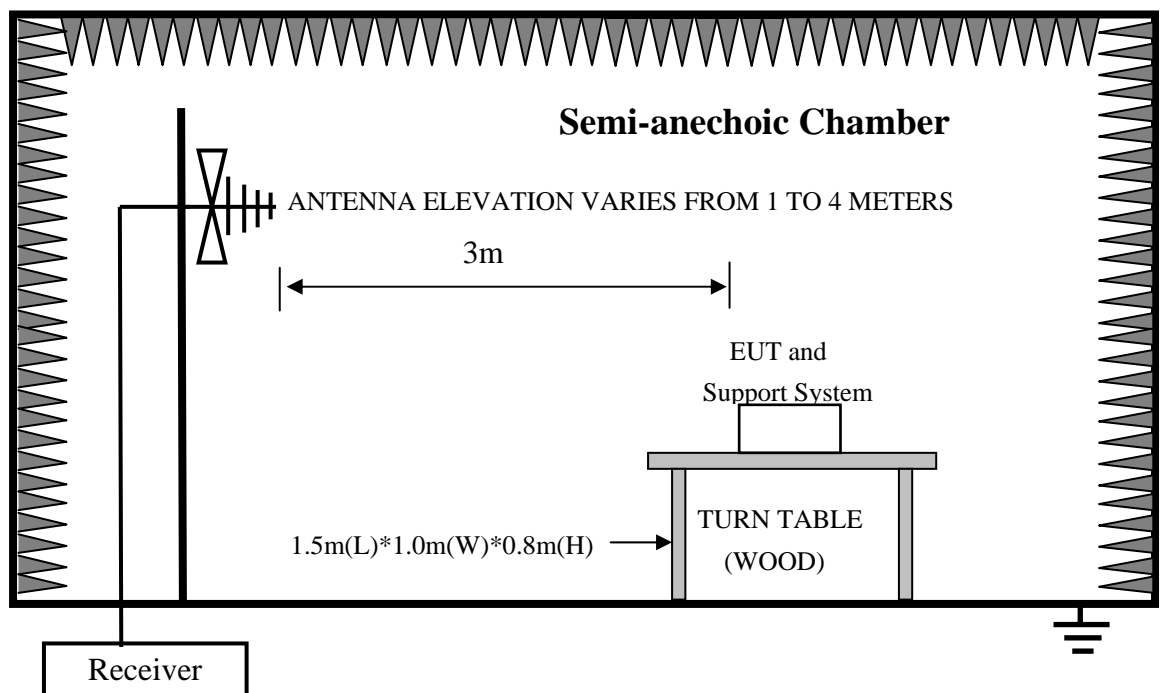 Semi-anechoic Chamber
ANTENNA ELEVATION VARIES FROM 1 TO 4 METERS
3m
EUT and
Support System
1.5m(L)*1.0m(W)*0.8m(H)
TURN TABLE
(WOOD)
Receiver